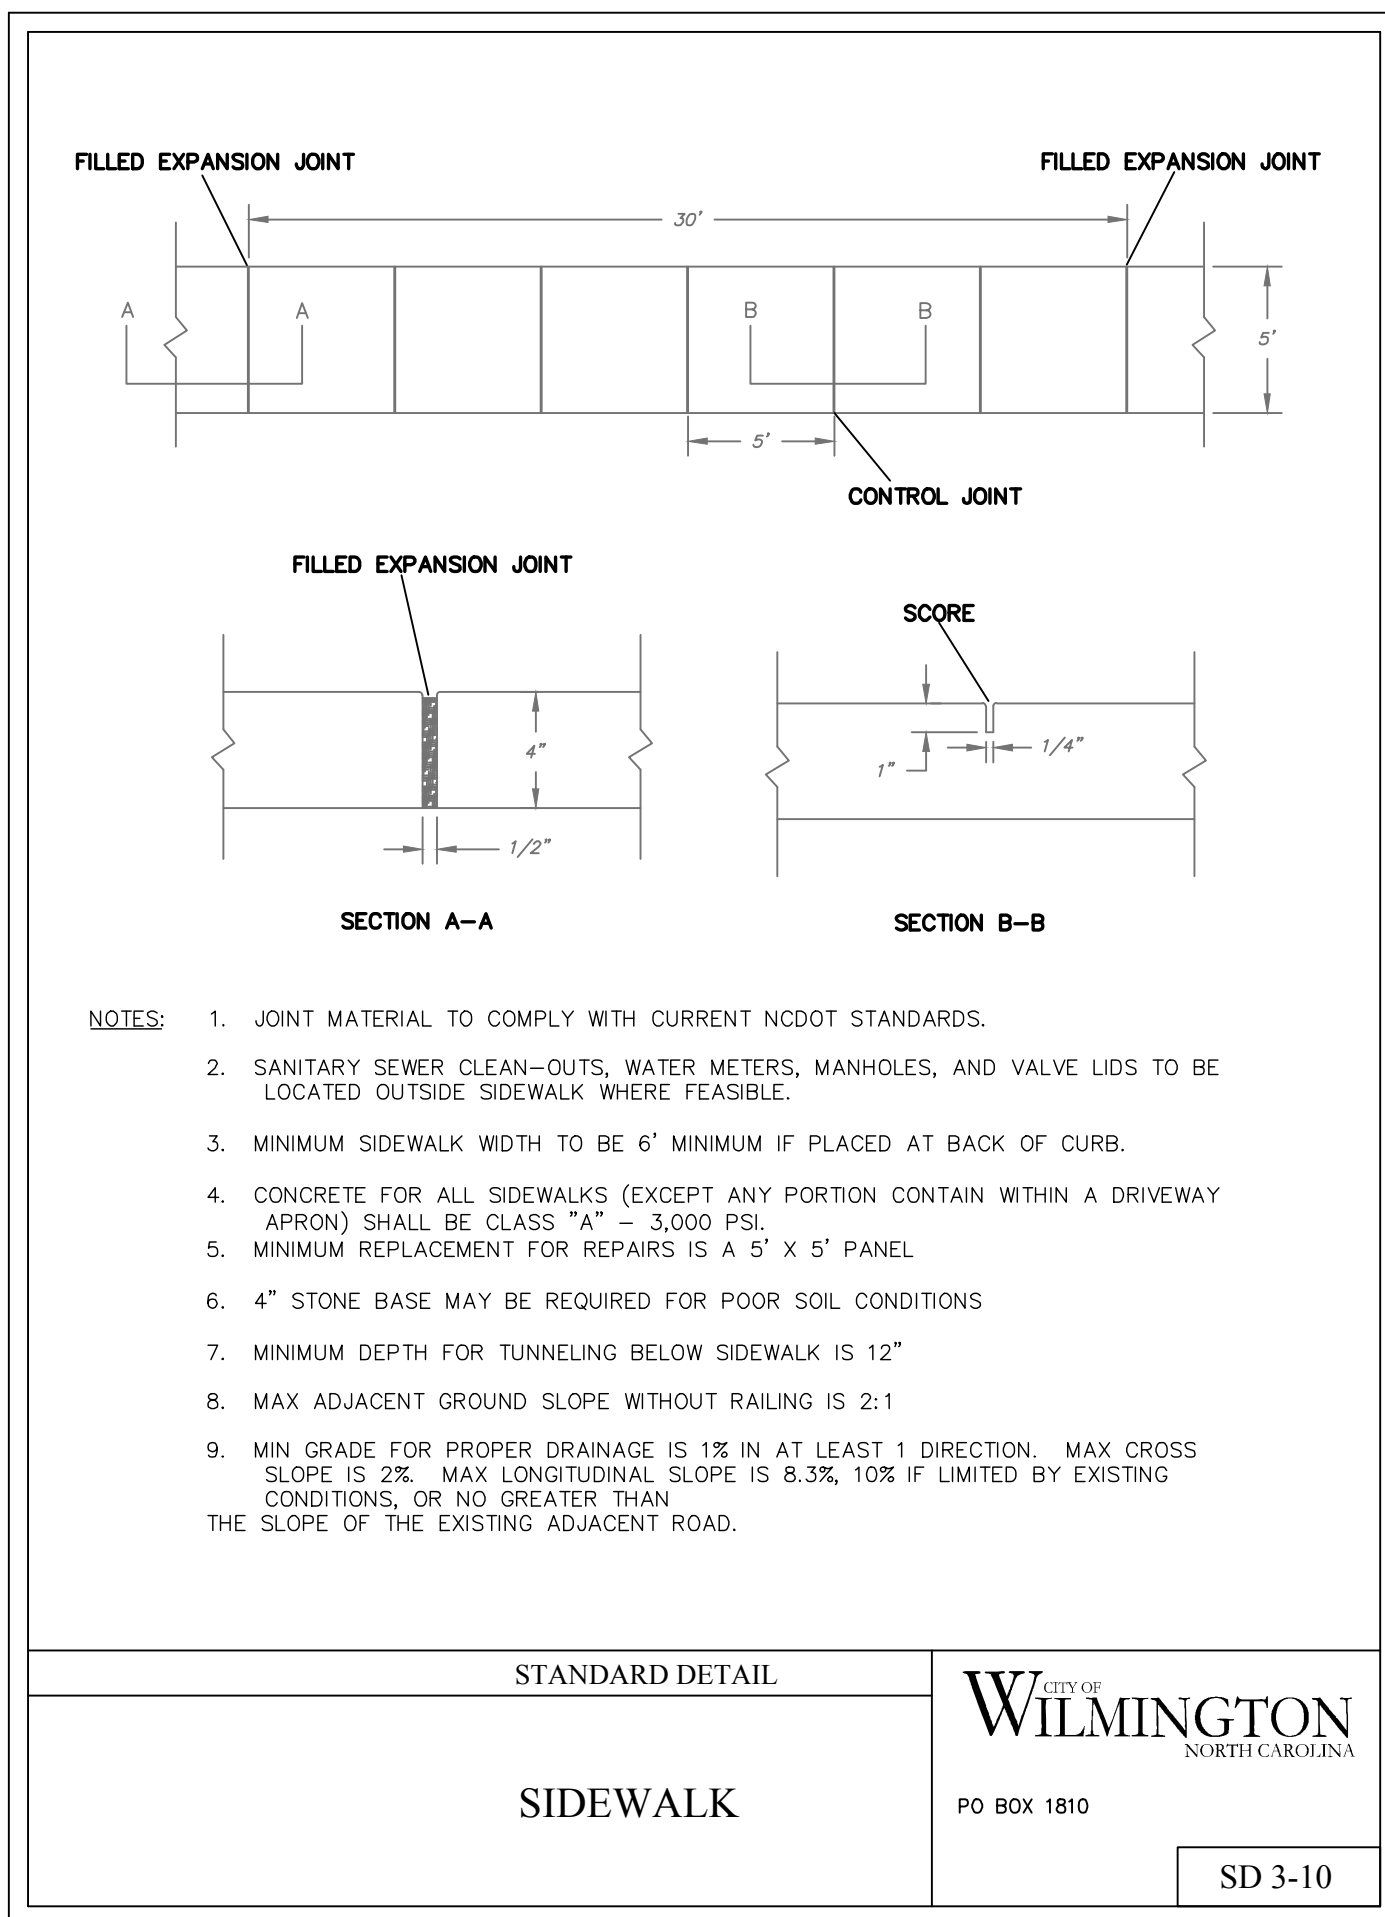 FILLED EXPANSION JOINT
FILLED EXPANSION JOINT
30'
A
A
B
B
5'
5'
CONTROL JOINT
FILLED EXPANSION JOINT
SCORE
4"
1"
1/4"
1/2"
SECTION A-A
SECTION B-B
NOTES: 1. JOINT MATERIAL TO COMPLY WITH CURRENT NCDOT STANDARDS.
2. SANITARY SEWER CLEAN-OUTS, WATER METERS, MANHOLES, AND VALVE LIDS TO BE
LOCATED OUTSIDE SIDEWALK WHERE FEASIBLE.
3. MINIMUM SIDEWALK WIDTH TO BE 6' MINIMUM IF PLACED AT BACK OF CURB.
4. CONCRETE FOR ALL SIDEWALKS (EXCEPT ANY PORTION CONTAIN WITHIN A DRIVEWAY
APRON) SHALL BE CLASS "A" - 3,000 PSI.
5. MINIMUM REPLACEMENT FOR REPAIRS IS A 5' X 5' PANEL
6. 4" STONE BASE MAY BE REQUIRED FOR POOR SOIL CONDITIONS
7. MINIMUM DEPTH FOR TUNNELING BELOW SIDEWALK IS 12"
8. MAX ADJACENT GROUND SLOPE WITHOUT RAILING IS 2:1
9. MIN GRADE FOR PROPER DRAINAGE IS 1% IN AT LEAST 1 DIRECTION. MAX CROSS
SLOPE IS 2%. MAX LONGITUDINAL SLOPE IS 8.3%, 10% IF LIMITED BY EXISTING
CONDITIONS, OR NO GREATER THAN
THE SLOPE OF THE EXISTING ADJACENT ROAD.
STANDARD DETAIL
SIDEWALK
CITY OF
WILMINGTON
NORTH CAROLINA
PO BOX 1810
SD 3-10